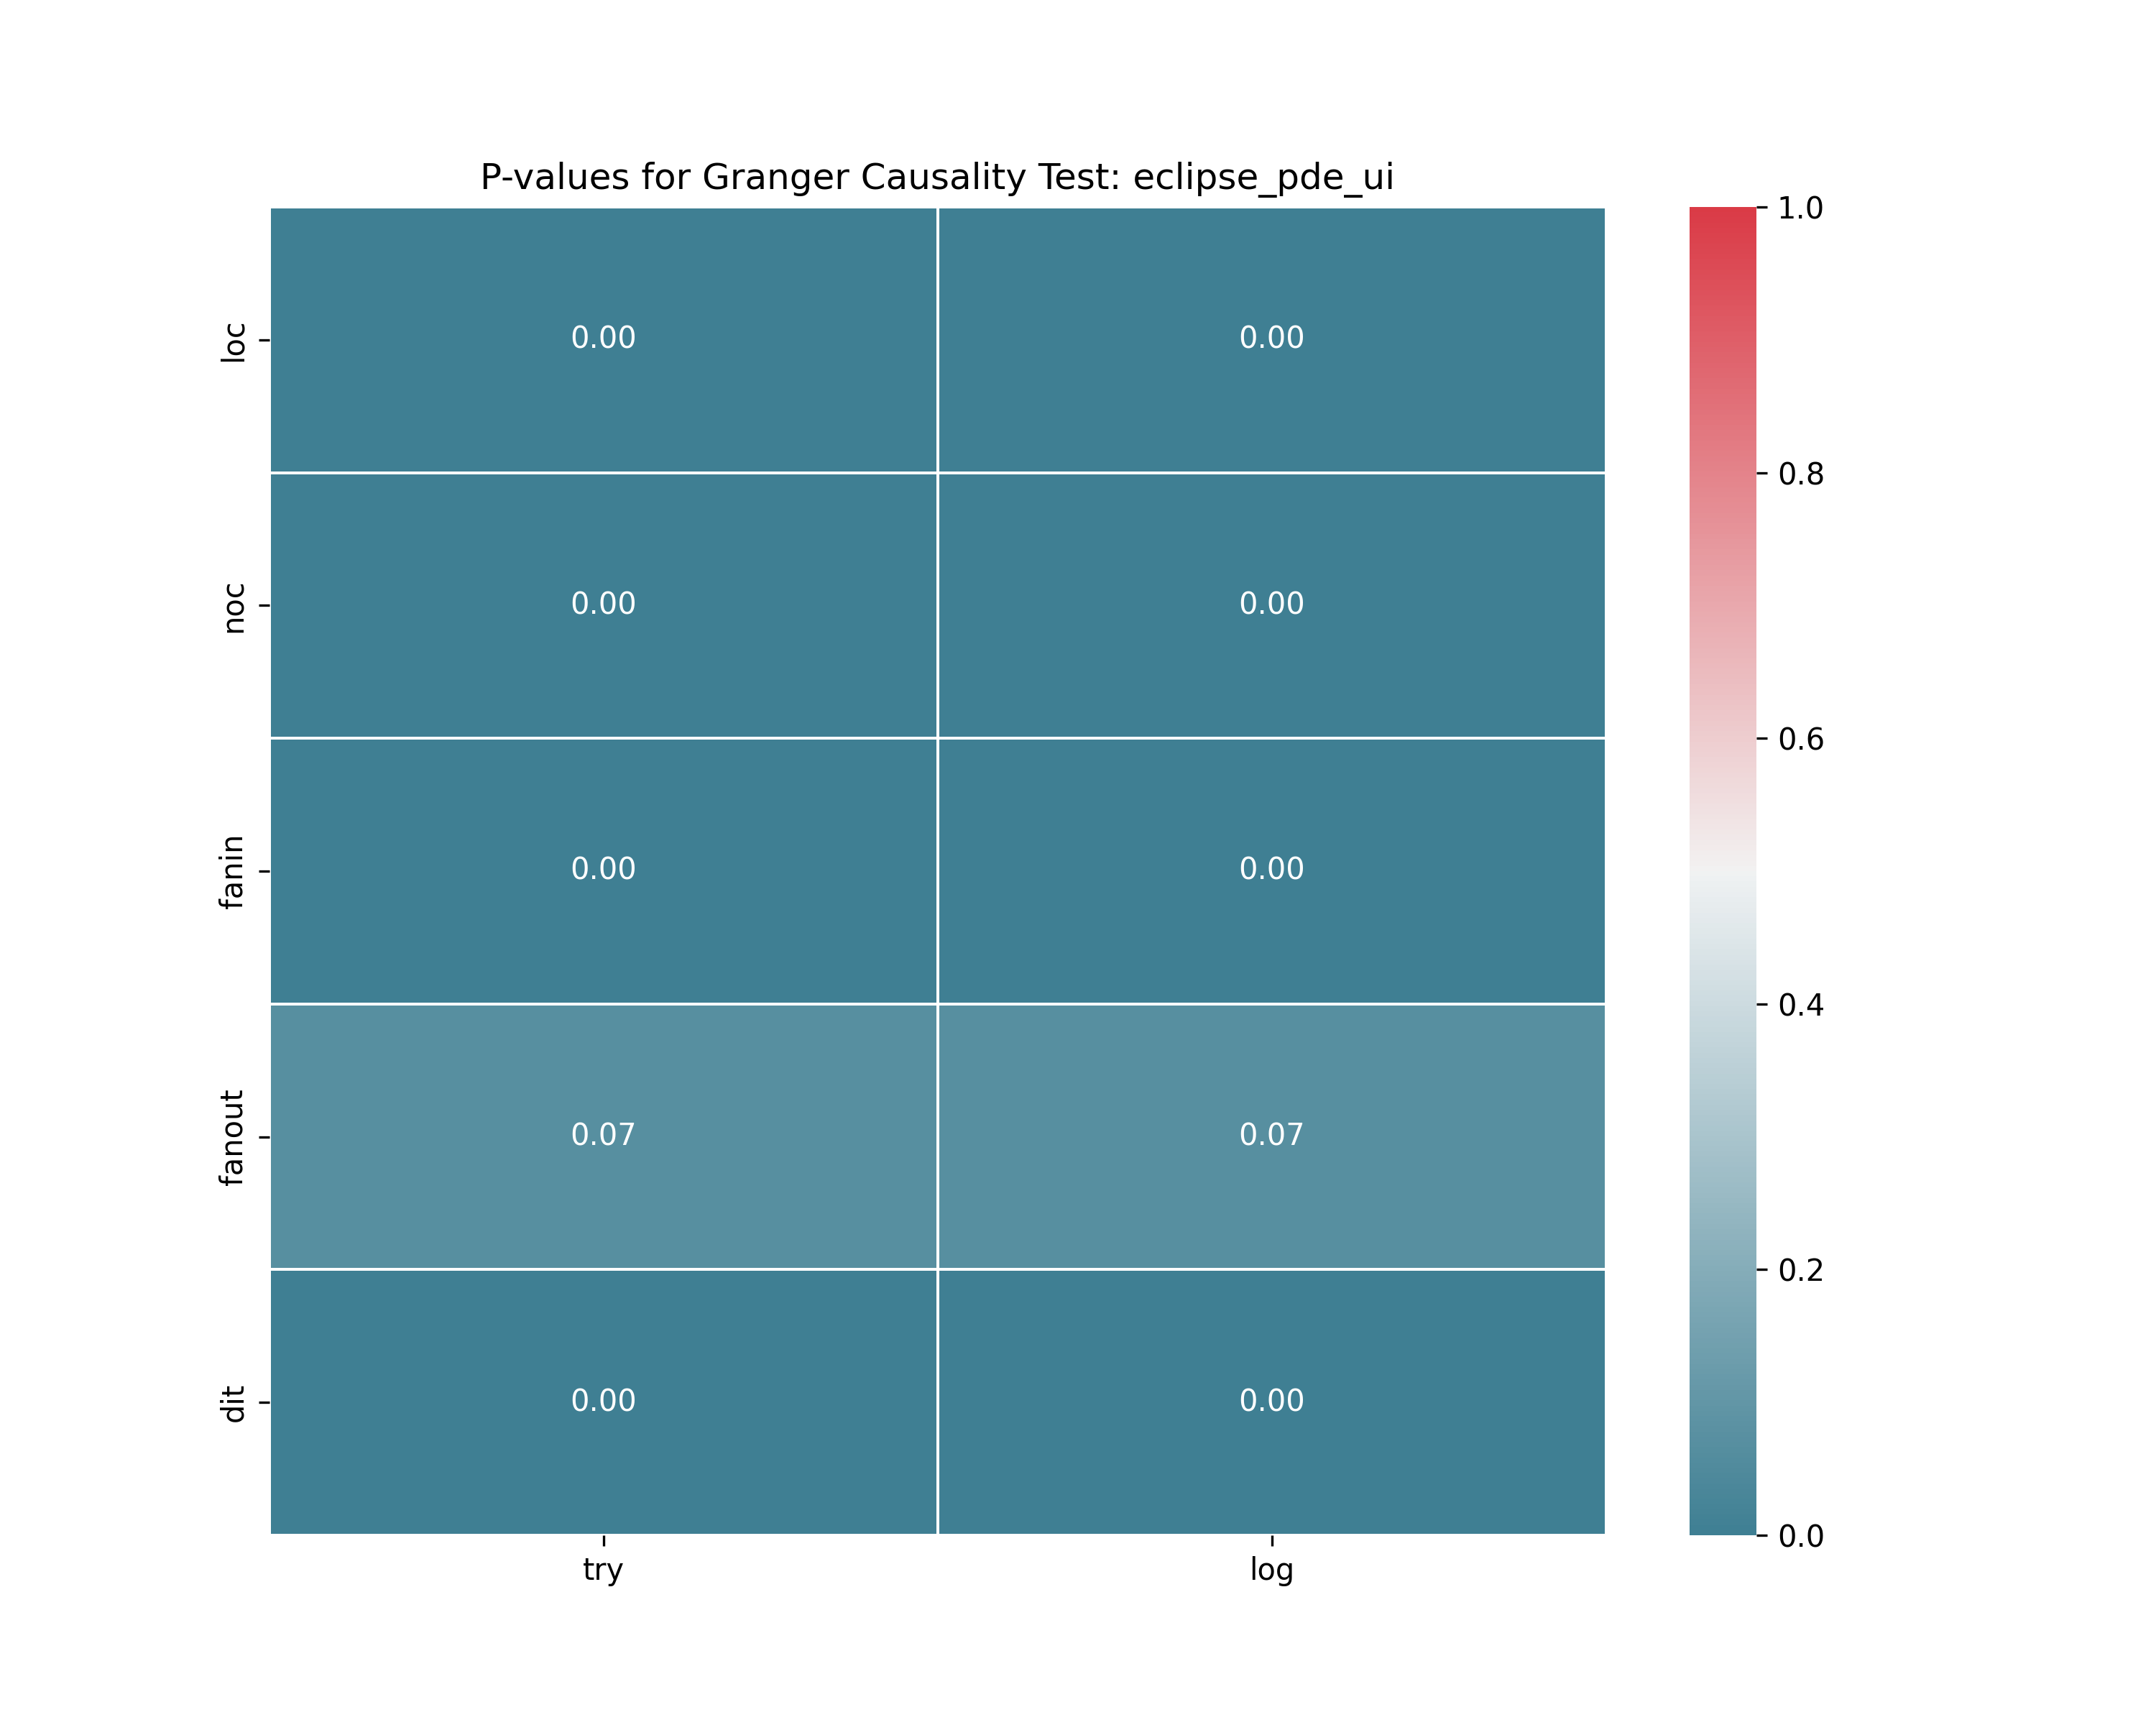 P-values for Granger Causality Test: eclipse_pde_ui
loc 0.00 0.00
noc 0.00 0.00
fanin 0.00 0.00
fanout 0.07 0.07
dit 0.00 0.00
try log
1.0
0.8
0.6
0.4
0.2
0.0